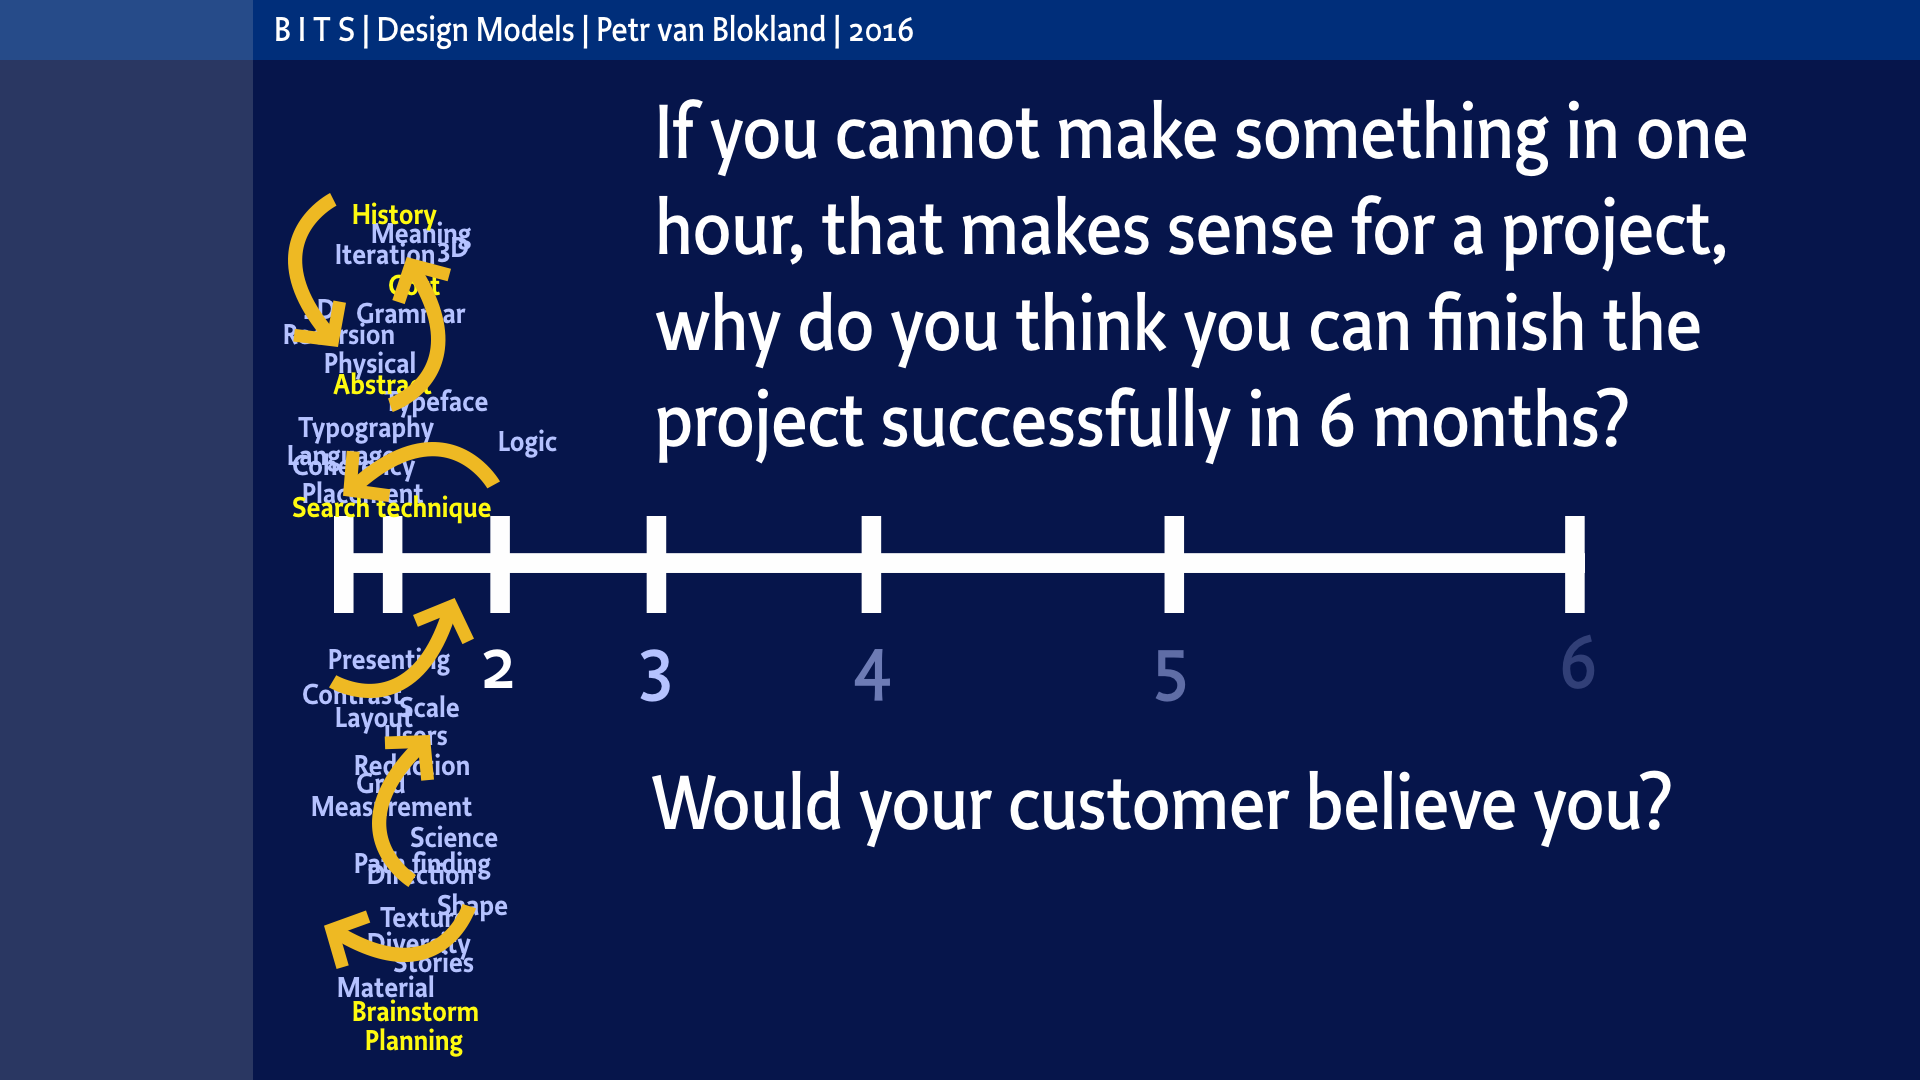 B I T S | Design Models | Petr van Blokland | 2016
If you cannot make something in one
hour, that makes sense for a project,
why do you think you can finish the
project successfully in 6 months?
History
Meaning
Iteration
3D
Cost
Grammar
Recursion
Physical
Abstract
Typeface
Typography
Logic
Language
Coherency
Placement
Search technique
2
3
4
5
6
Presenting
Contrast
Scale
Layout
Users
Reduction
Grid
Measurement
Science
Path finding
Direction
Shape
Texture
Diversity
Stories
Material
Brainstorm
Planning
Would your customer believe you?